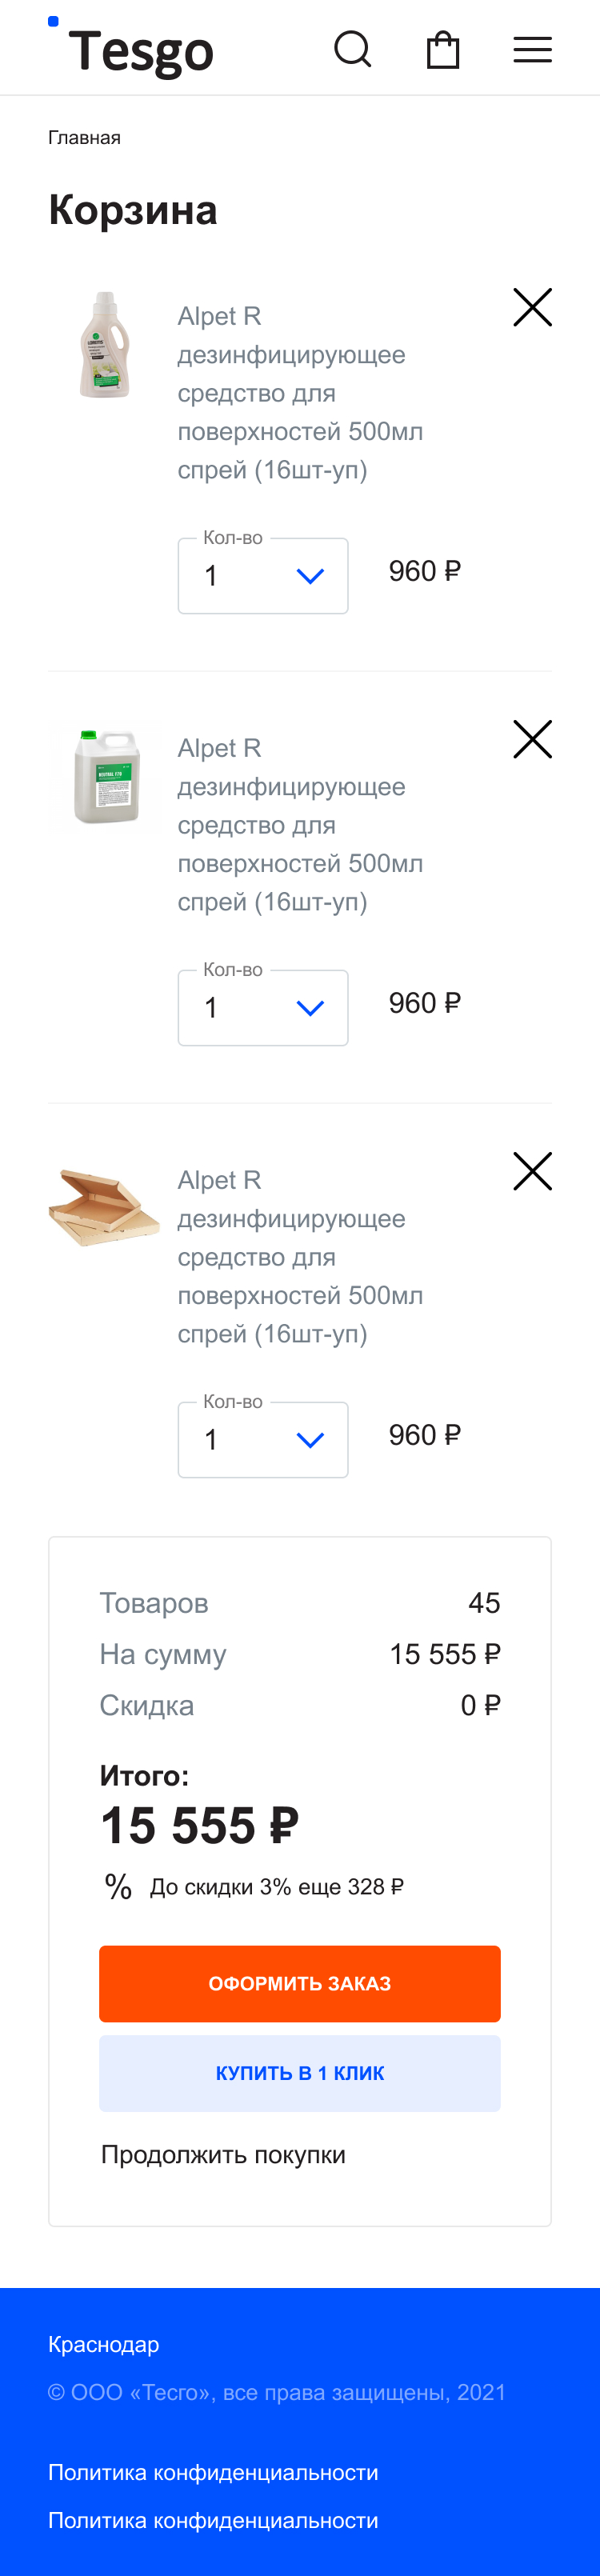 Tesgo
Главная
Корзина
Alpet R
дезинфицирующее
средство для
поверхностей 500мл
спрей (16шт-уп)
Кол-во
1
960 ₽
Alpet R
дезинфицирующее
средство для
поверхностей 500мл
спрей (16шт-уп)
Кол-во
1
960 ₽
Alpet R
дезинфицирующее
средство для
поверхностей 500мл
спрей (16шт-уп)
Кол-во
1
960 ₽
Товаров 45
На сумму 15 555 ₽
Скидка 0 ₽
Итого:
15 555 ₽
% До скидки 3% еще 328 ₽
ОФОРМИТЬ ЗАКАЗ
КУПИТЬ В 1 КЛИК
Продолжить покупки
Краснодар
© ООО «Тесго», все права защищены, 2021
Политика конфиденциальности
Политика конфиденциальности